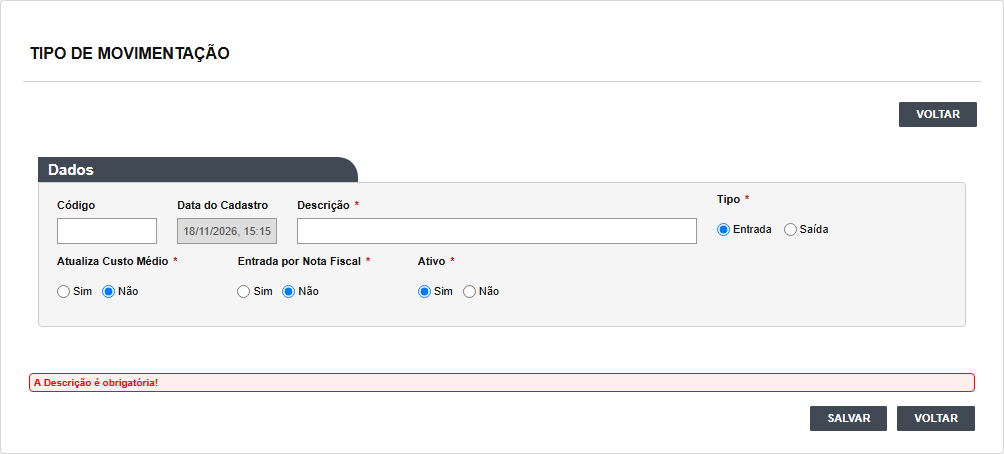 TIPO DE MOVIMENTAÇÃO
VOLTAR
Dados
Código Data do Cadastro Descrição * Tipo *
18/11/2026, 15:15 Entrada Saída
Atualiza Custo Médio * Entrada por Nota Fiscal * Ativo *
Sim Não Sim Não Sim Não
A Descrição é obrigatória!
SALVAR VOLTAR